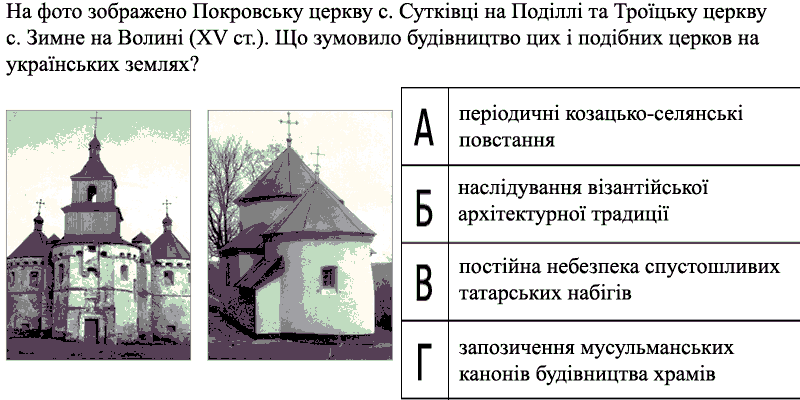 На фото зображено Покровську церкву с. Сутківці на Поділлі та Троїцьку церкву
с. Зимне на Волині (XV ст.). Що зумовило будівництво цих і подібних церков на
українських землях?
А
періодичні козацько-селянські
повстання
Б
наслідування візантійської
архітектурної традиції
В
постійна небезпека спустошливих
татарських набігів
Г
запозичення мусульманських
канонів будівництва храмів